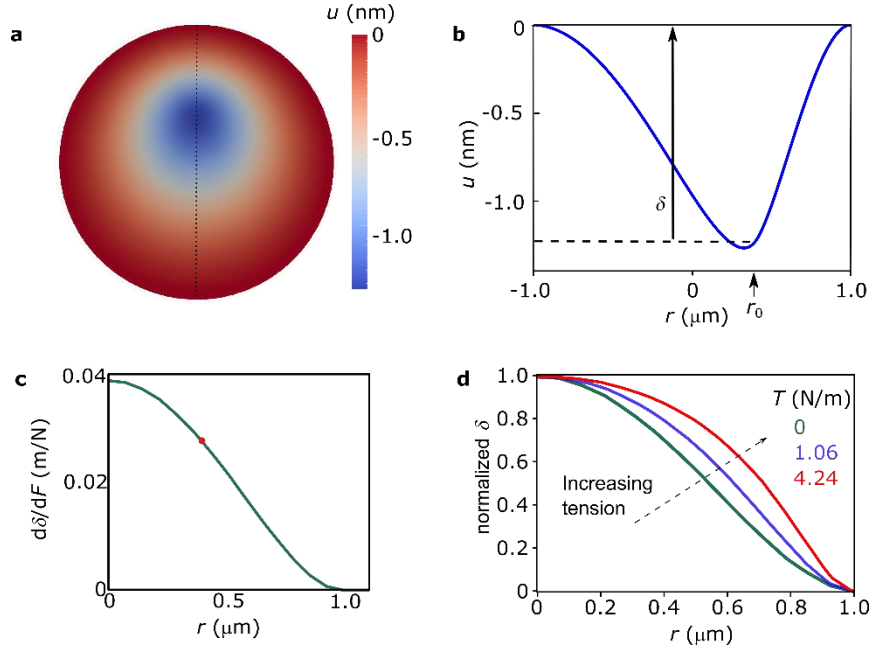 a
u (nm)
0
-0.5
-1.0
b
0
-0.5
-1.0
u (nm)
δ
-1.0
0
r₀
1.0
r (μm)
c
0.04
0.02
0
dδ/dF (m/N)
0
0.5
1.0
r (μm)
d
1.0
0.8
0.6
0.4
0.2
0
normalized δ
T (N/m)
0
1.06
4.24
Increasing
tension
0
0.2
0.4
0.6
0.8
1.0
r (μm)